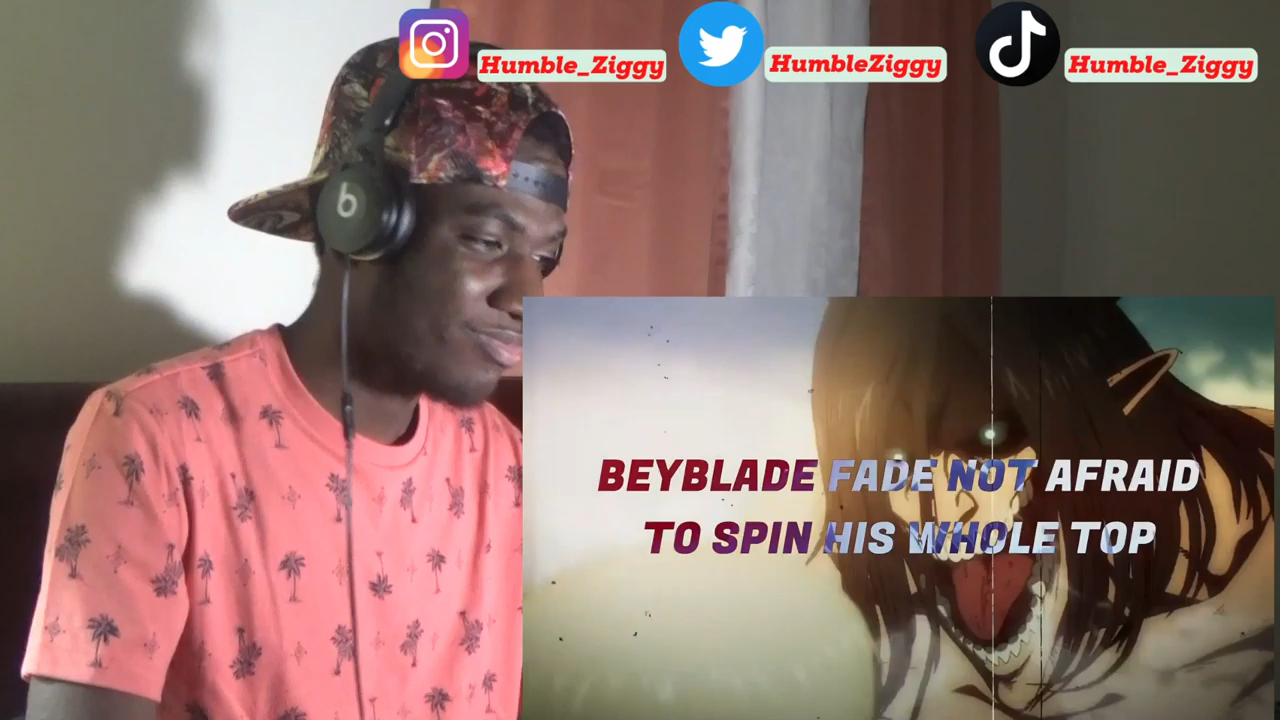 Humble_Ziggy
HumbleZiggy
Humble_Ziggy
b
BEYBLADE FADE NOT AFRAID
TO SPIN HIS WHOLE TOP